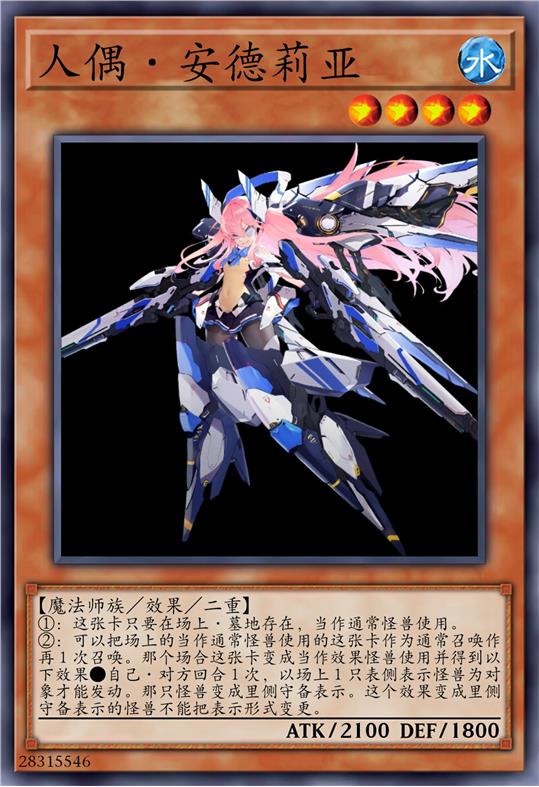 人偶·安德莉亚
水
【魔法师族／效果／二重】
①：这张卡只要在场上·墓地存在，当作通常怪兽使用。
②：可以把场上的当作通常怪兽使用的这张卡作为通常召唤作
再1次召唤。那个场合这张卡变成当作效果怪兽使用并得到以
下效果●自己·对方回合1次，以场上1只表侧表示怪兽为对
象才能发动。那只怪兽变成里侧守备表示。这个效果变成里侧
守备表示的怪兽不能把表示形式变更。
ATK/2100 DEF/1800
28315546